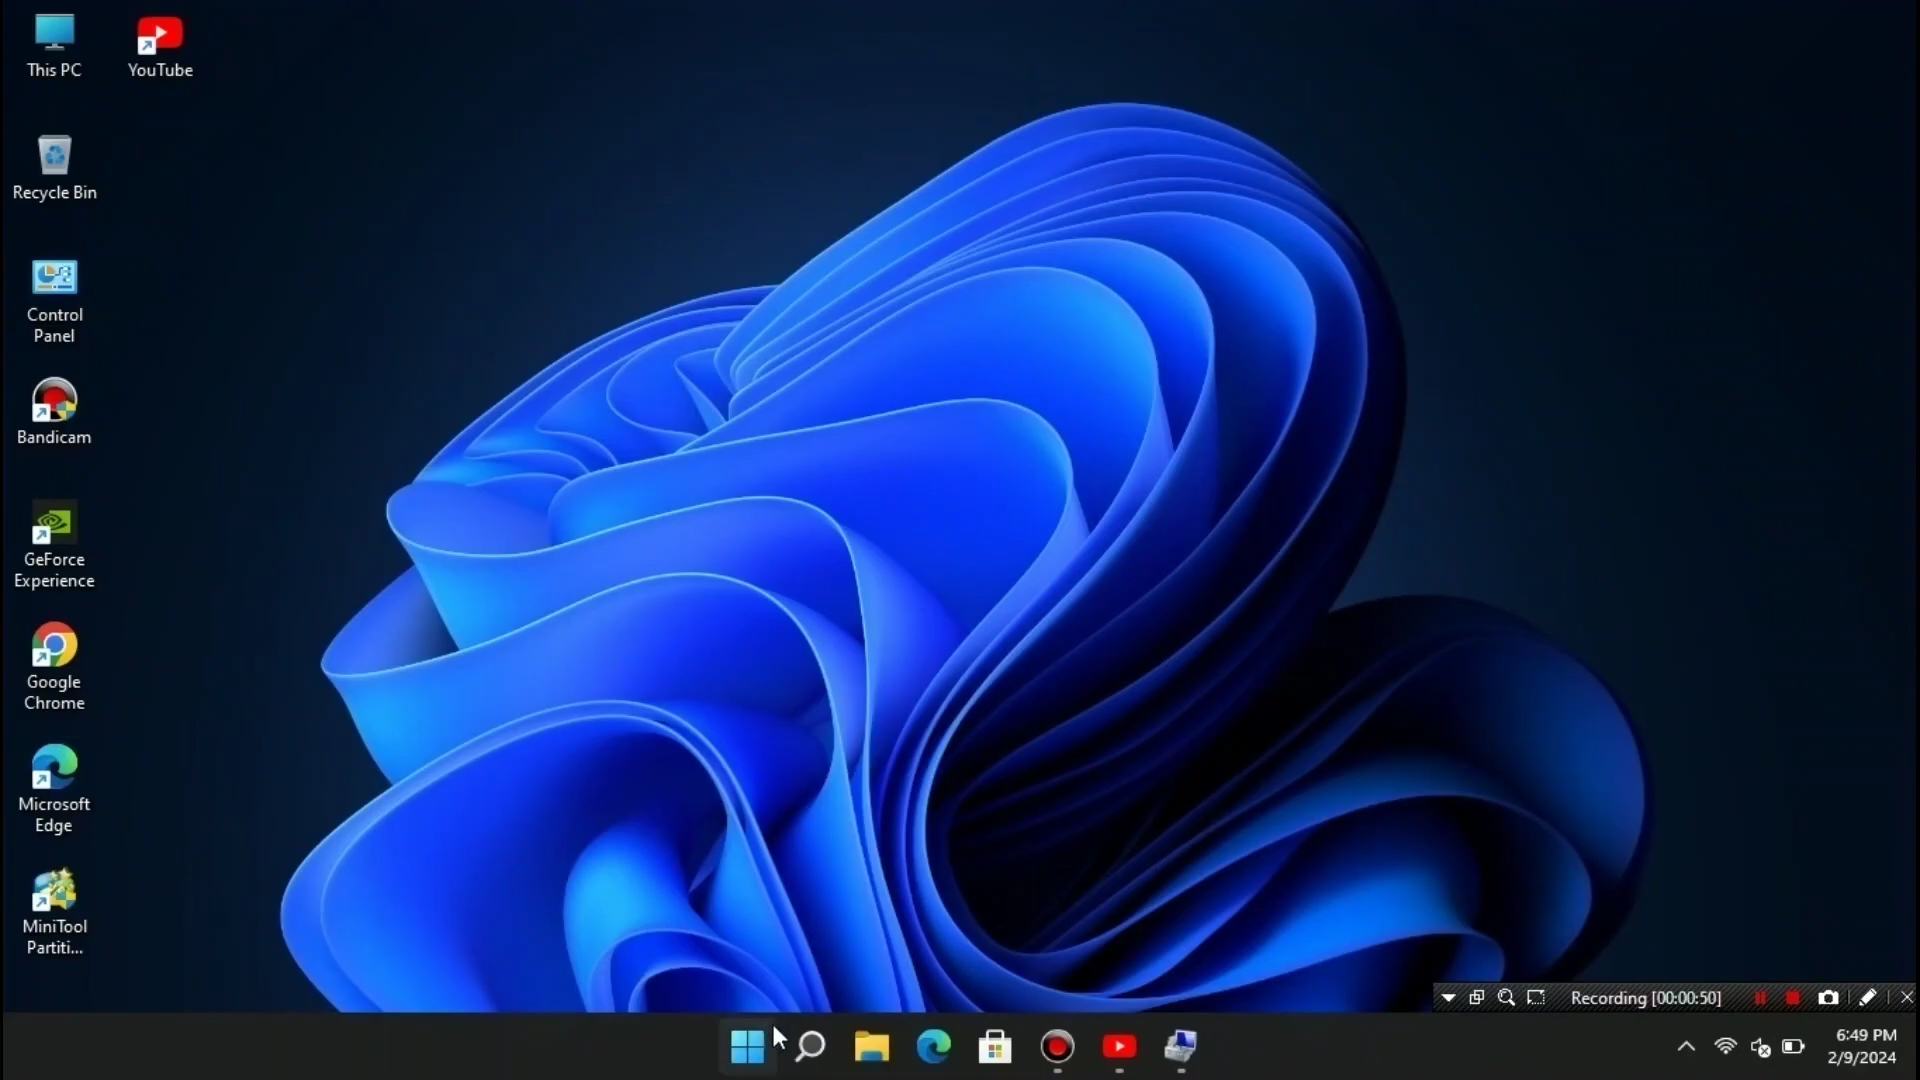 This PC
YouTube
Recycle Bin
Control
Panel
Bandicam
GeForce
Experience
Google
Chrome
Microsoft
Edge
MiniTool
Partiti...
Recording [00:00:50]
6:49 PM
2/9/2024